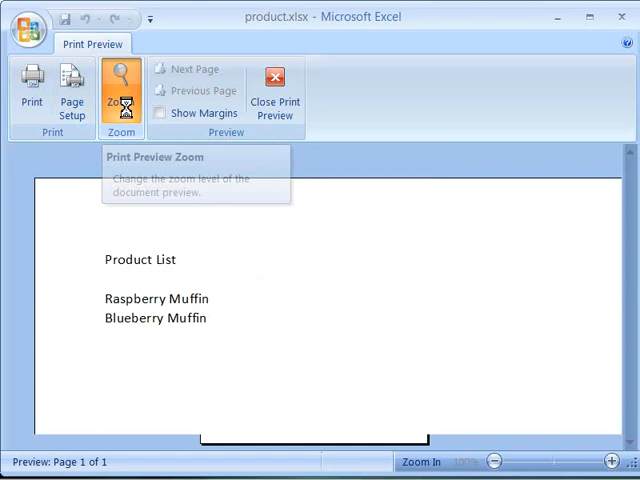 product.xlsx - Microsoft Excel
Print Preview
Print
Page Setup
Print
Zoom
Next Page
Previous Page
Show Margins
Close Print Preview
Preview
Print Preview Zoom
Change the zoom level of the
document preview.
Product List
Raspberry Muffin
Blueberry Muffin
Preview: Page 1 of 1
Zoom In
100%